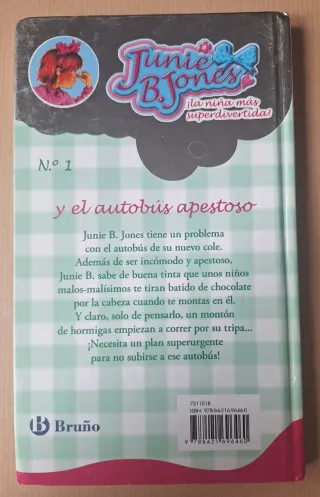 Junie
B. Jones
¡la niña más
superdivertida!
N.º 1
y el autobús apestoso
Junie B. Jones tiene un problema
con el autobús de su nuevo cole.
Además de ser incómodo y apestoso,
Junie B. sabe de buena tinta que unos niños
malos-malísimos te tiran batido de chocolate
por la cabeza cuando te montas en él.
Y claro, solo de pensarlo, un montón
de hormigas empiezan a correr por su tripa...
¡Necesita un plan superurgente
para no subirse a ese autobús!
7211018
ISBN: 9788421696460
9 788421 696460
B Bruño